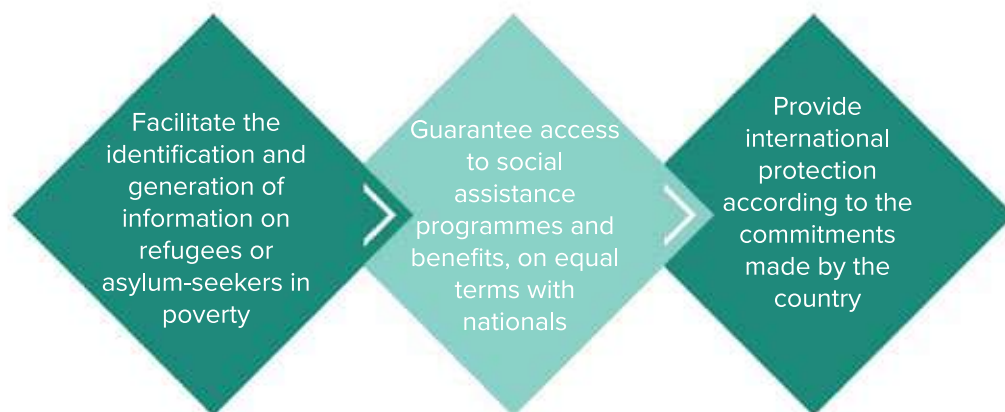 Facilitate the
identification and
generation of
information on
refugees or
asylum-seekers in
poverty
Guarantee access
to social
assistance
programmes and
benefits, on equal
terms with
nationals
Provide
international
protection
according to the
commitments
made by the
country